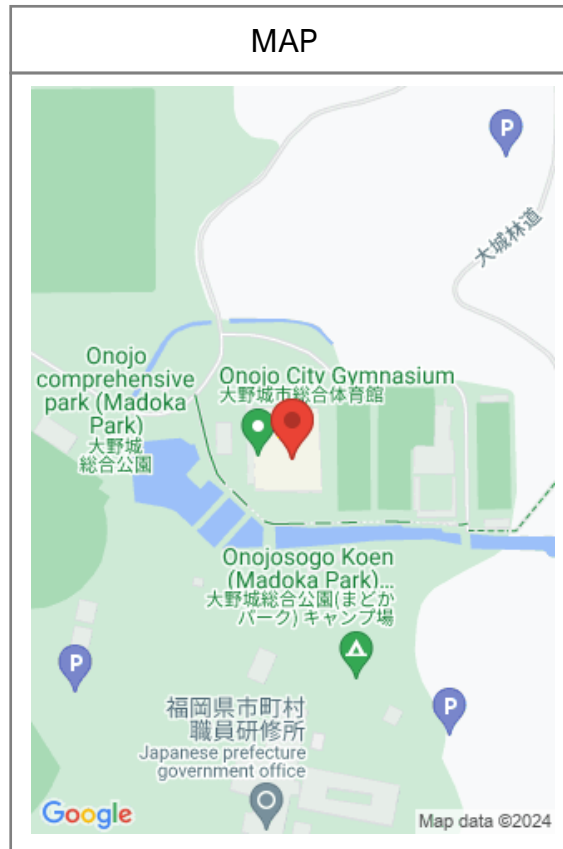 MAP
P
大城林道
Onojo
comprehensive
park (Madoka
Park)
大野城
総合公園
Onojo City Gymnasium
大野城市総合体育館
Onojosogo Koen
(Madoka Park)...
大野城総合公園(まどか
パーク) キャンプ場
P
P
福岡県市町村
職員研修所
Japanese prefecture
government office
Google
Map data ©2024